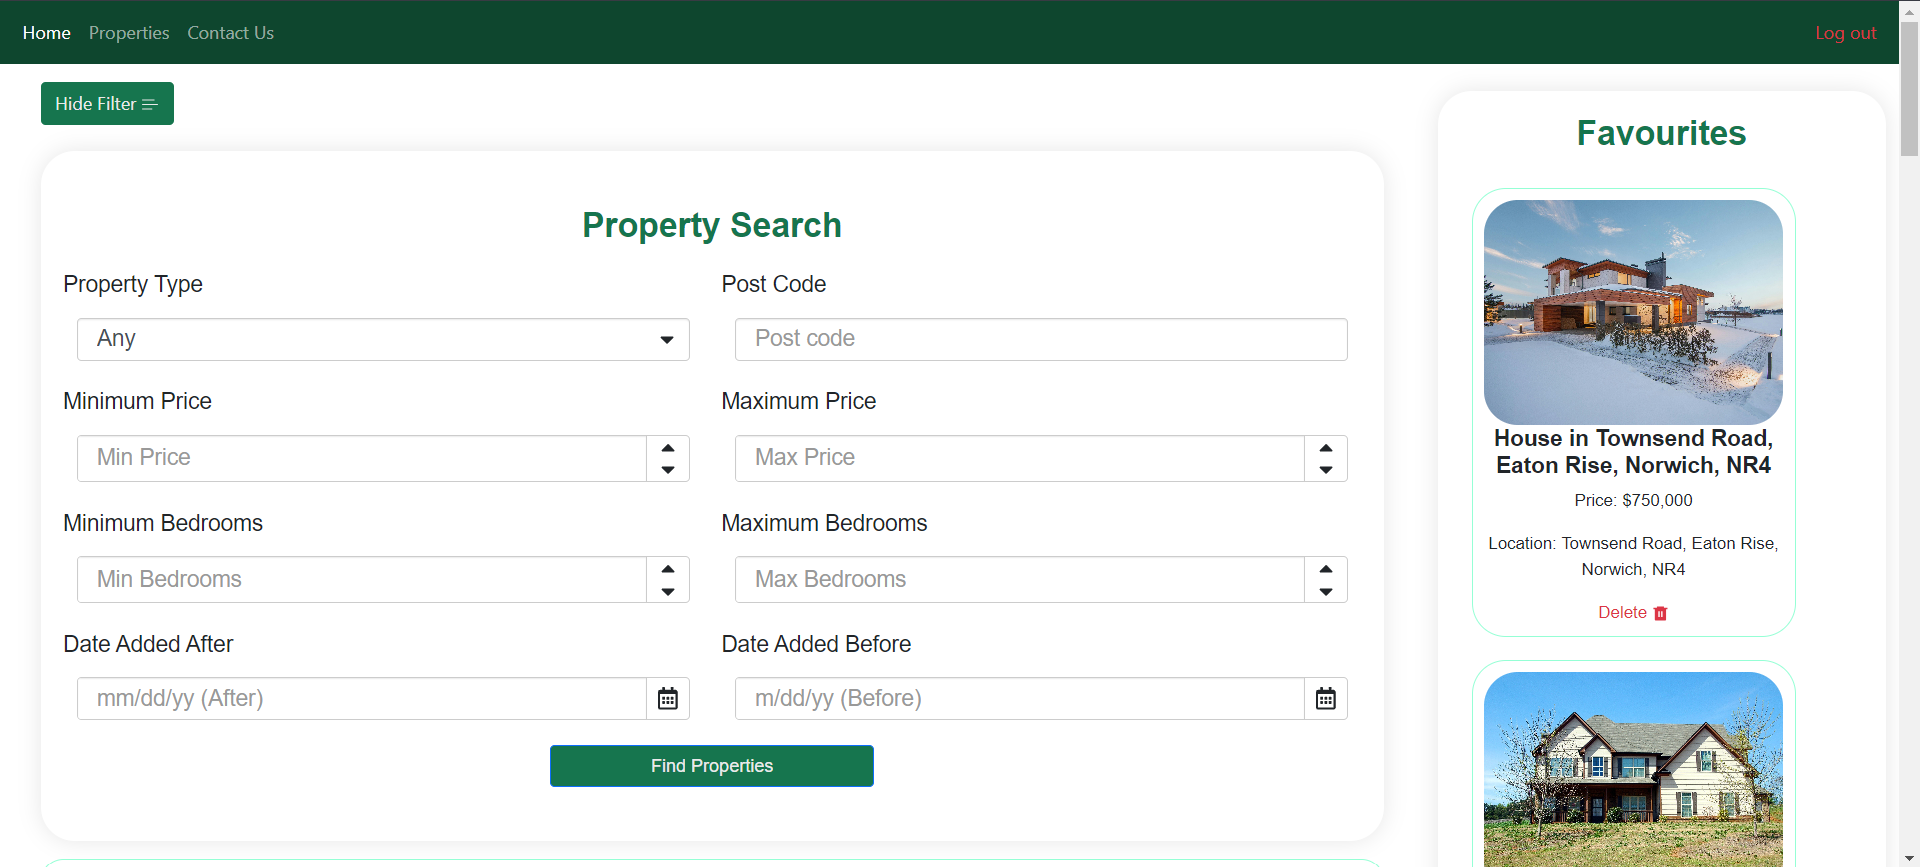 Home Properties Contact Us Log out
Hide Filter
Property Search
Property Type Post Code
Any Post code
Minimum Price Maximum Price
Min Price Max Price
Minimum Bedrooms Maximum Bedrooms
Min Bedrooms Max Bedrooms
Date Added After Date Added Before
mm/dd/yy (After) m/dd/yy (Before)
Find Properties
Favourites
House in Townsend Road,
Eaton Rise, Norwich, NR4
Price: $750,000
Location: Townsend Road, Eaton Rise,
Norwich, NR4
Delete